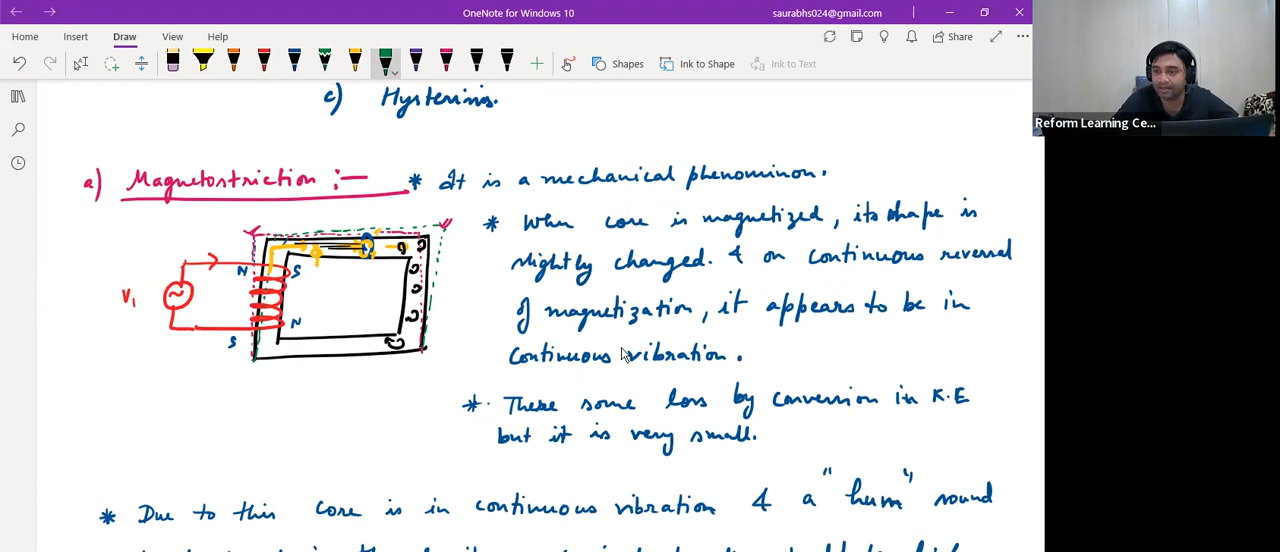 OneNote for Windows 10
saurabhs024@gmail.com
Home Insert Draw View Help
Share
Shapes Ink to Shape Ink to Text
Reform Learning Ce...
c) Hysterisis.
a) Magnetostriction :— * It is a mechanical phenominon.
* When core is magnetized, its shape is
slightly changed. & on continuous reversal
of magnetization, it appears to be in
continuous vibration.
* These some loss by conversion in K.E
but it is very small.
V1
N S
S N
* Due to this core is in continuous vibration & a "hum" sound